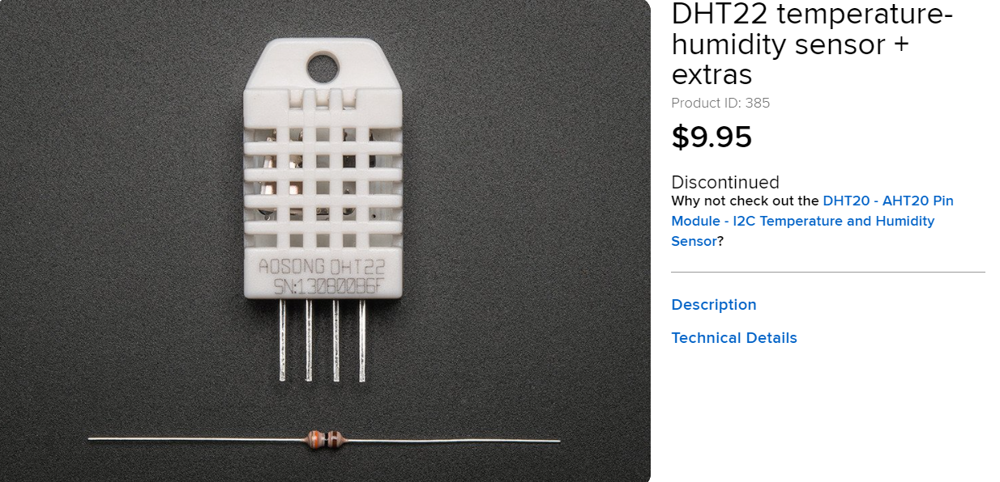 AOSONG DHT22
SN:13080086F
DHT22 temperature-
humidity sensor +
extras
Product ID: 385
$9.95
Discontinued
Why not check out the DHT20 - AHT20 Pin
Module - I2C Temperature and Humidity
Sensor?
Description
Technical Details